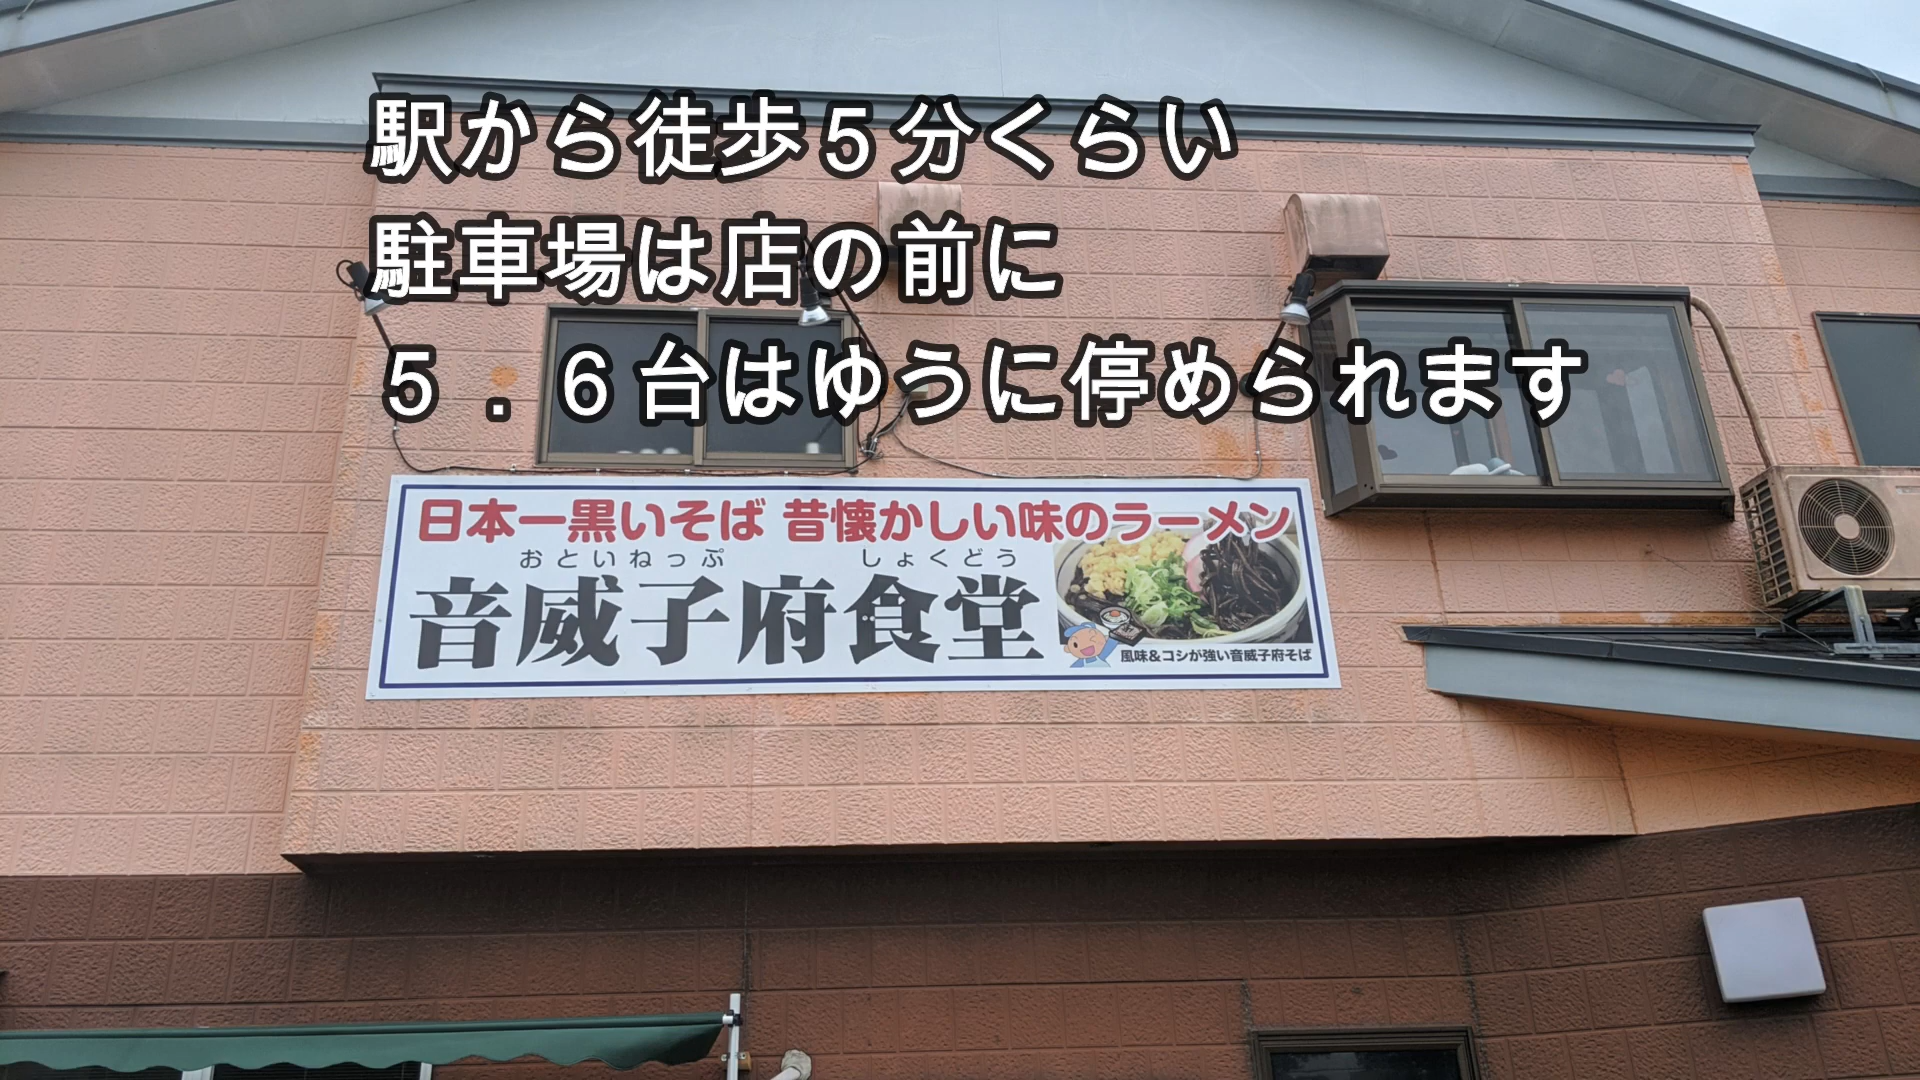 駅から徒歩５分くらい
駐車場は店の前に
５．６台はゆうに停められます
日本一黒いそば 昔懐かしい味のラーメン
おといねっぷ しょくどう
音威子府食堂
風味&コシが強い音威子府そば